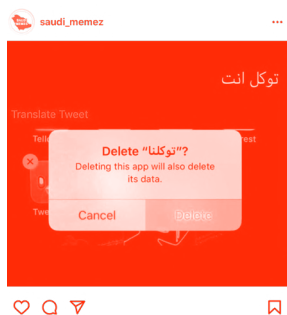 saudi_memez
توكل انت
Translate Tweet
Delete “توكلنا”?
Deleting this app will also delete
its data.
Cancel
Delete